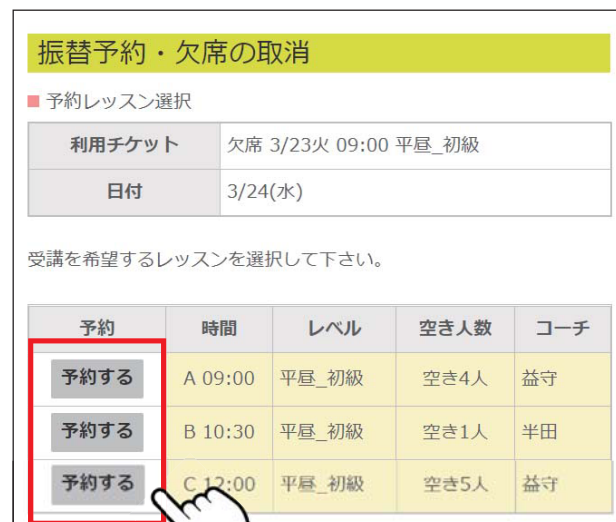 振替予約・欠席の取消
■ 予約レッスン選択
利用チケット 欠席 3/23火 09:00 平昼_初級
日付 3/24(水)
受講を希望するレッスンを選択して下さい。
予約 時間 レベル 空き人数 コーチ
予約する A 09:00 平昼_初級 空き4人 益守
予約する B 10:30 平昼_初級 空き1人 半田
予約する C 12:00 平昼_初級 空き5人 益守